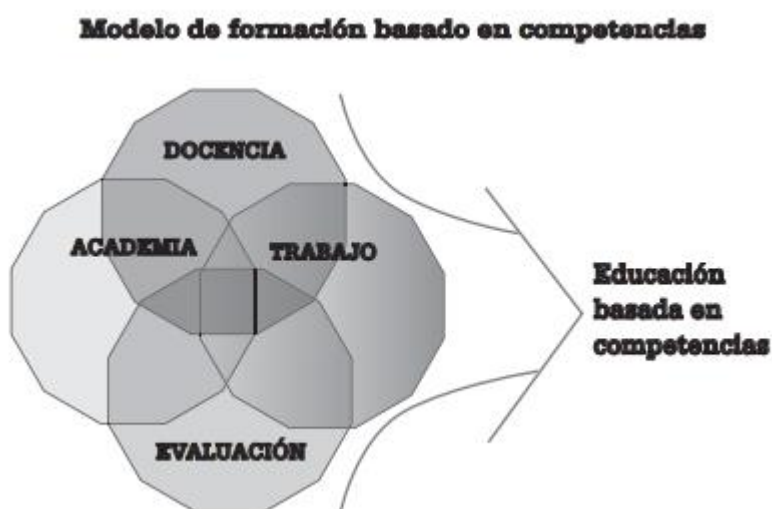 Modelo de formación basado en competencias
DOCENCIA
ACADEMIA
TRABAJO
EVALUACIÓN
Educación
basada en
competencias